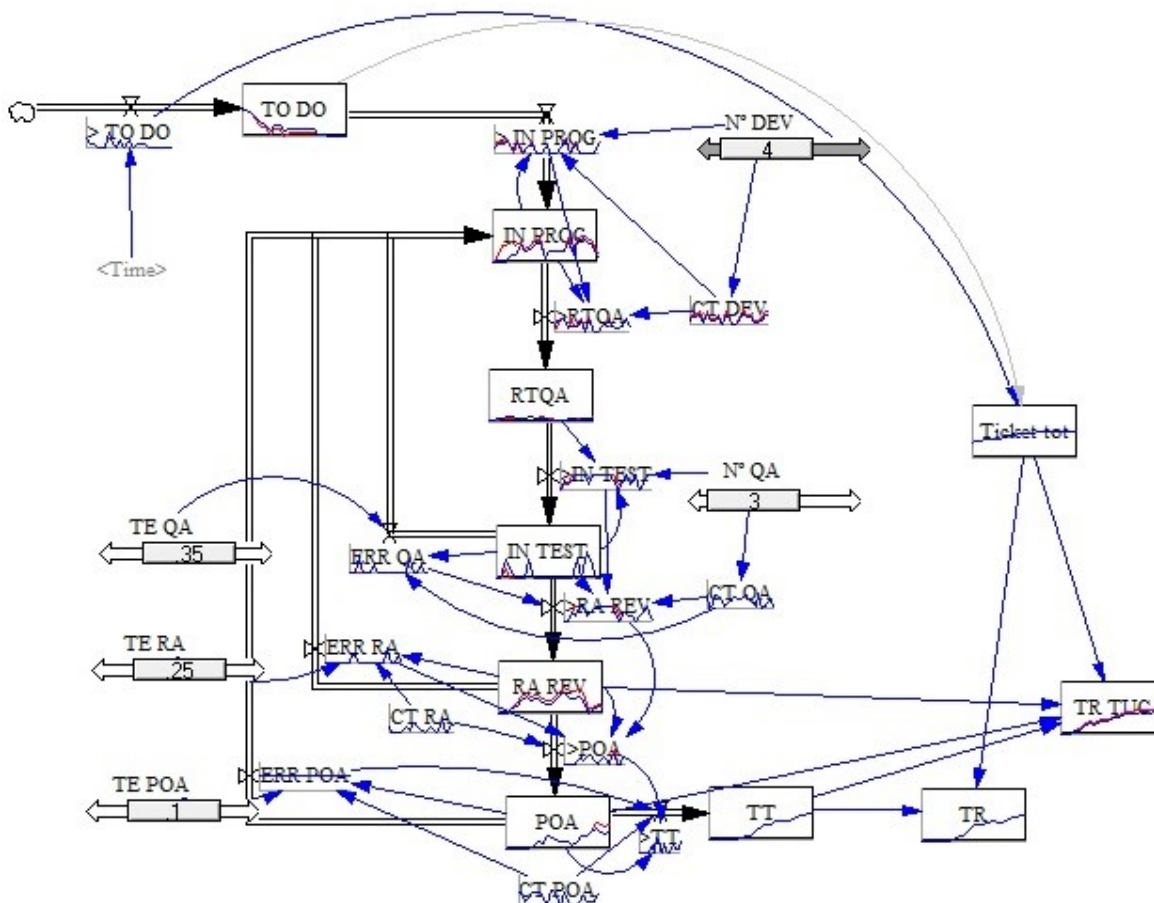 TO DO
> TO DO
N° DEV
> IN PROG
4
IN PROG
<Time>
>RTQA
CT DEV
RTQA
Ticket tot
>IN TEST
N° QA
3
TE QA
.35
ERR QA
IN TEST
CT QA
>RA REV
TE RA
.25
ERR RA
RA REV
TR TUC
CT RA
>POA
ERR POA
TE POA
.1
POA
TT
TR
>TT
CT POA